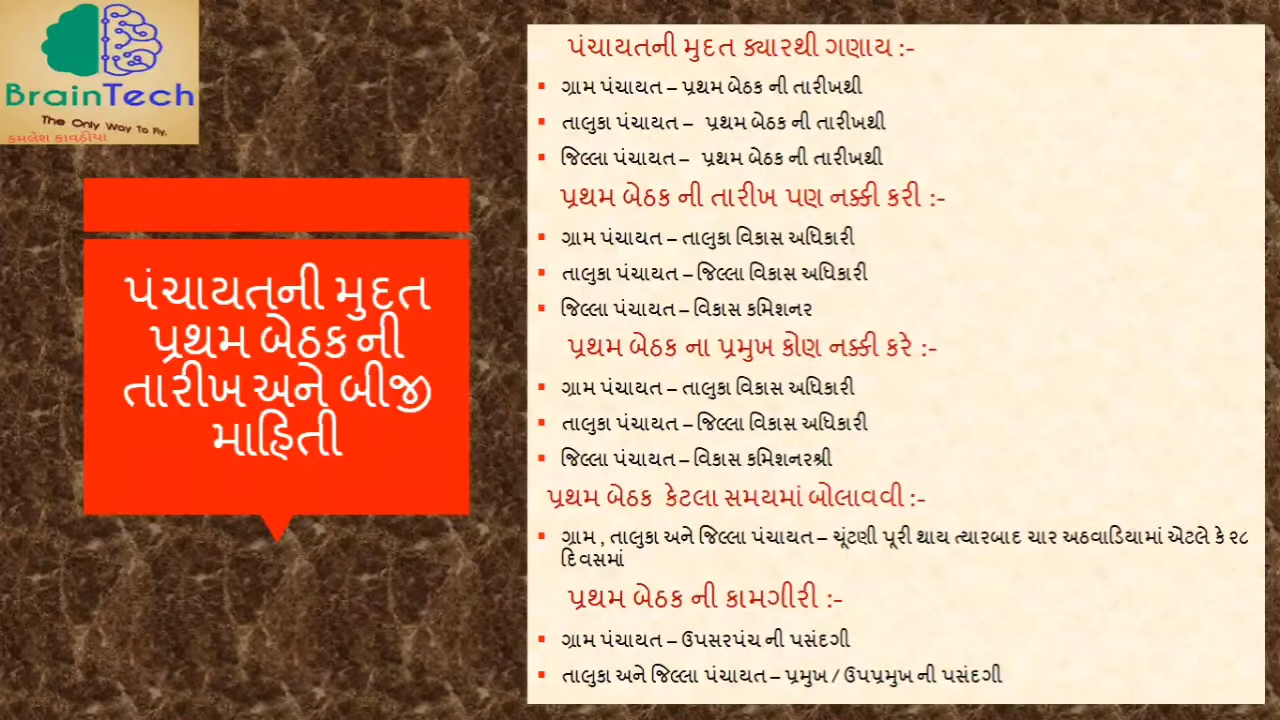 BrainTech
The Only Way To Fly.
કમલેશ કાવઠીયા
પંચાયતની મુદત
પ્રથમ બેઠક ની
તારીખ અને બીજી
માહિતી
પંચાયતની મુદત ક્યારથી ગણાય :-
ગ્રામ પંચાયત – પ્રથમ બેઠક ની તારીખથી
તાલુકા પંચાયત – પ્રથમ બેઠક ની તારીખથી
જિલ્લા પંચાયત – પ્રથમ બેઠક ની તારીખથી
પ્રથમ બેઠક ની તારીખ પણ નક્કી કરી :-
ગ્રામ પંચાયત – તાલુકા વિકાસ અધિકારી
તાલુકા પંચાયત – જિલ્લા વિકાસ અધિકારી
જિલ્લા પંચાયત – વિકાસ કમિશનર
પ્રથમ બેઠક ના પ્રમુખ કોણ નક્કી કરે :-
ગ્રામ પંચાયત – તાલુકા વિકાસ અધિકારી
તાલુકા પંચાયત – જિલ્લા વિકાસ અધિકારી
જિલ્લા પંચાયત – વિકાસ કમિશનરશ્રી
પ્રથમ બેઠક કેટલા સમયમાં બોલાવવી :-
ગ્રામ , તાલુકા અને જિલ્લા પંચાયત – ચૂંટણી પૂરી થાય ત્યારબાદ ચાર અઠવાડિયામાં એટલે કે ૨૮
દિવસમાં
પ્રથમ બેઠક ની કામગીરી :-
ગ્રામ પંચાયત – ઉપસરપંચ ની પસંદગી
તાલુકા અને જિલ્લા પંચાયત – પ્રમુખ / ઉપપ્રમુખ ની પસંદગી